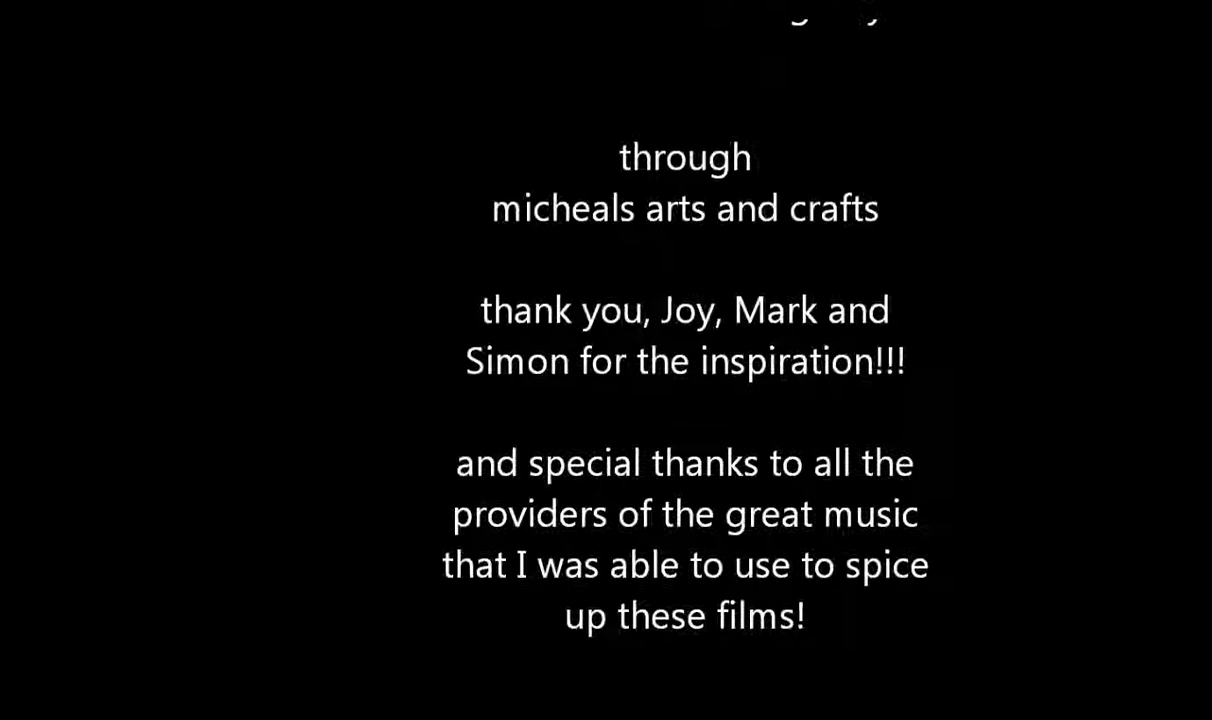 through
micheals arts and crafts
thank you, Joy, Mark and
Simon for the inspiration!!!
and special thanks to all the
providers of the great music
that I was able to use to spice
up these films!